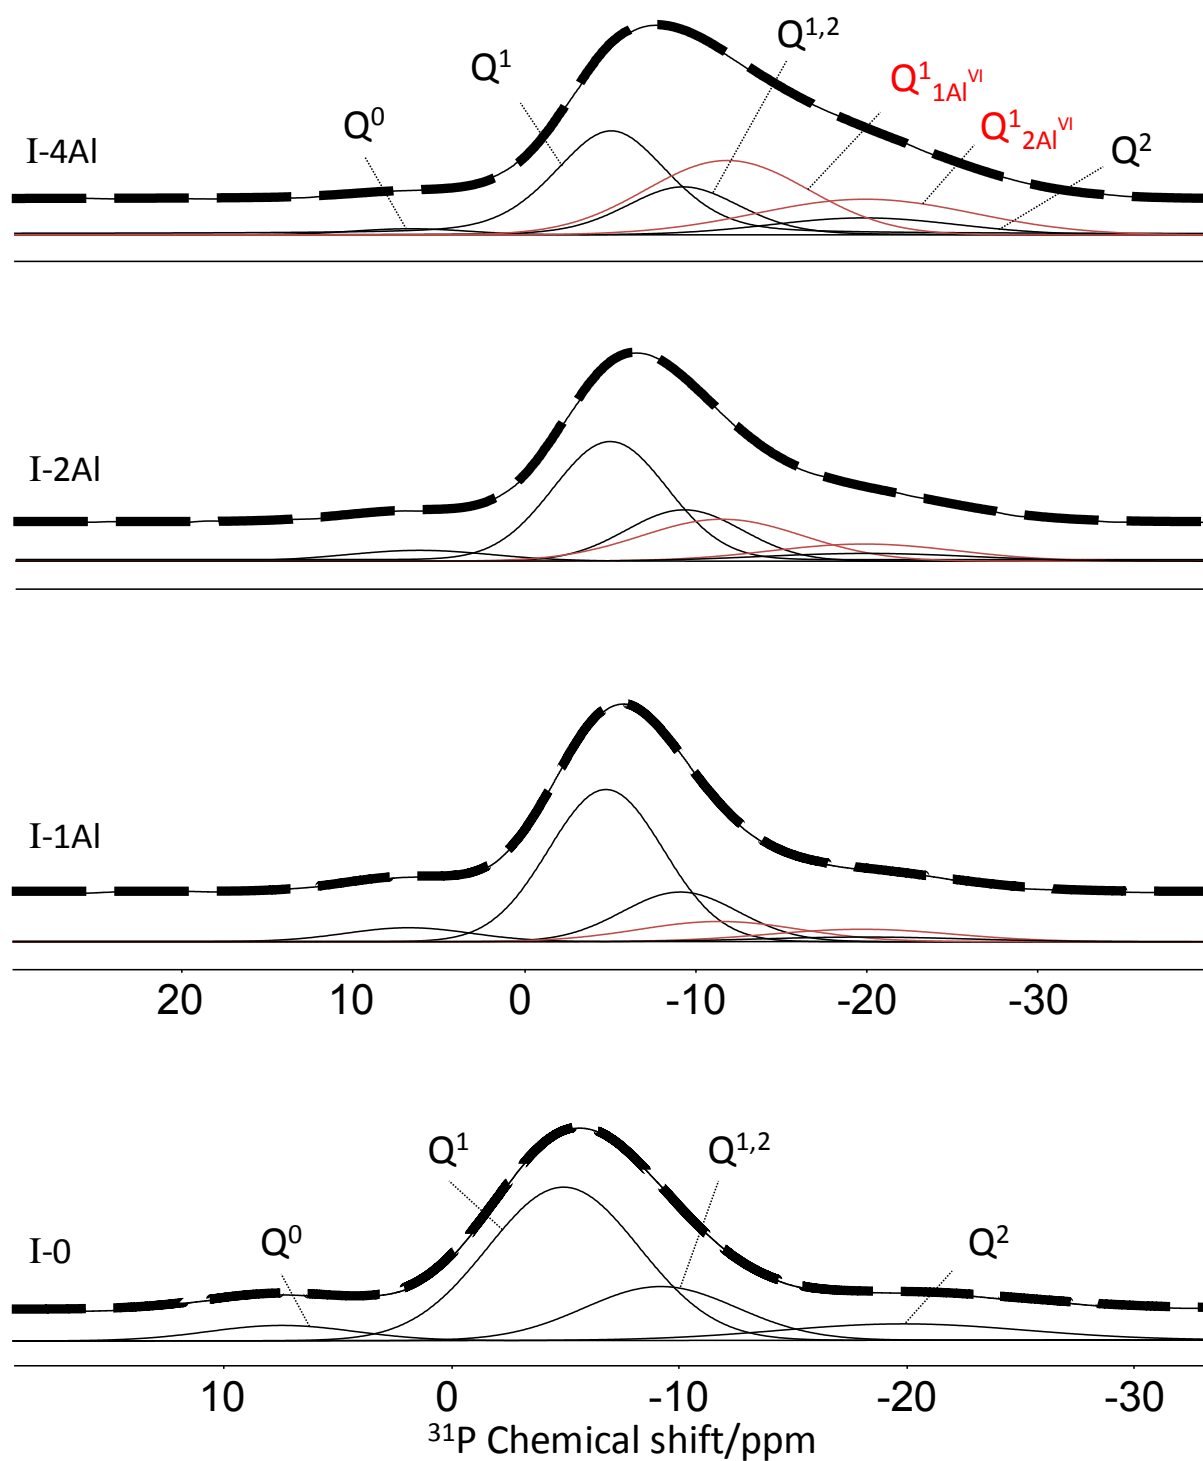 Q⁰ Q¹ Q¹,² Q¹₁Alⱽᴵ Q¹₂Alⱽᴵ Q²
I-4Al
I-2Al
I-1Al
20 10 0 -10 -20 -30
Q⁰ Q¹ Q¹,² Q²
I-0
10 0 -10 -20 -30
³¹P Chemical shift/ppm